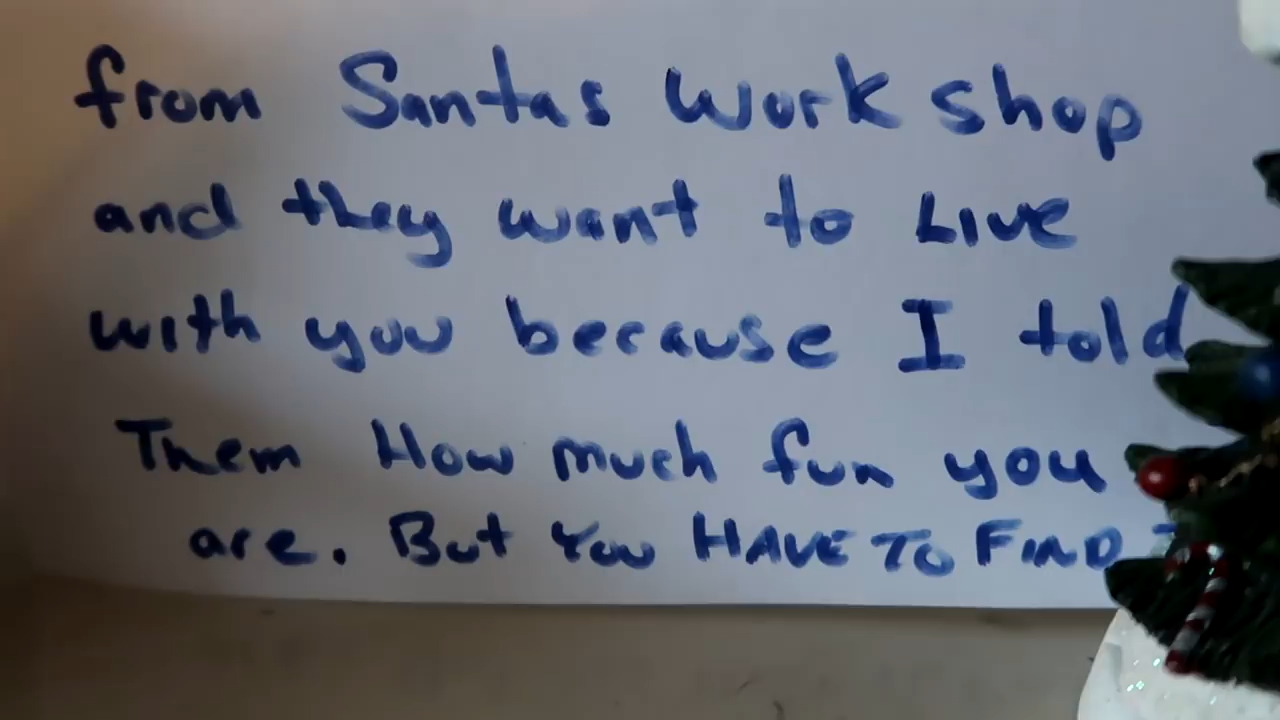 from Santas Work shop
and they want to Live
with you because I told
Them How much fun you
are. But You HAVE TO FIND